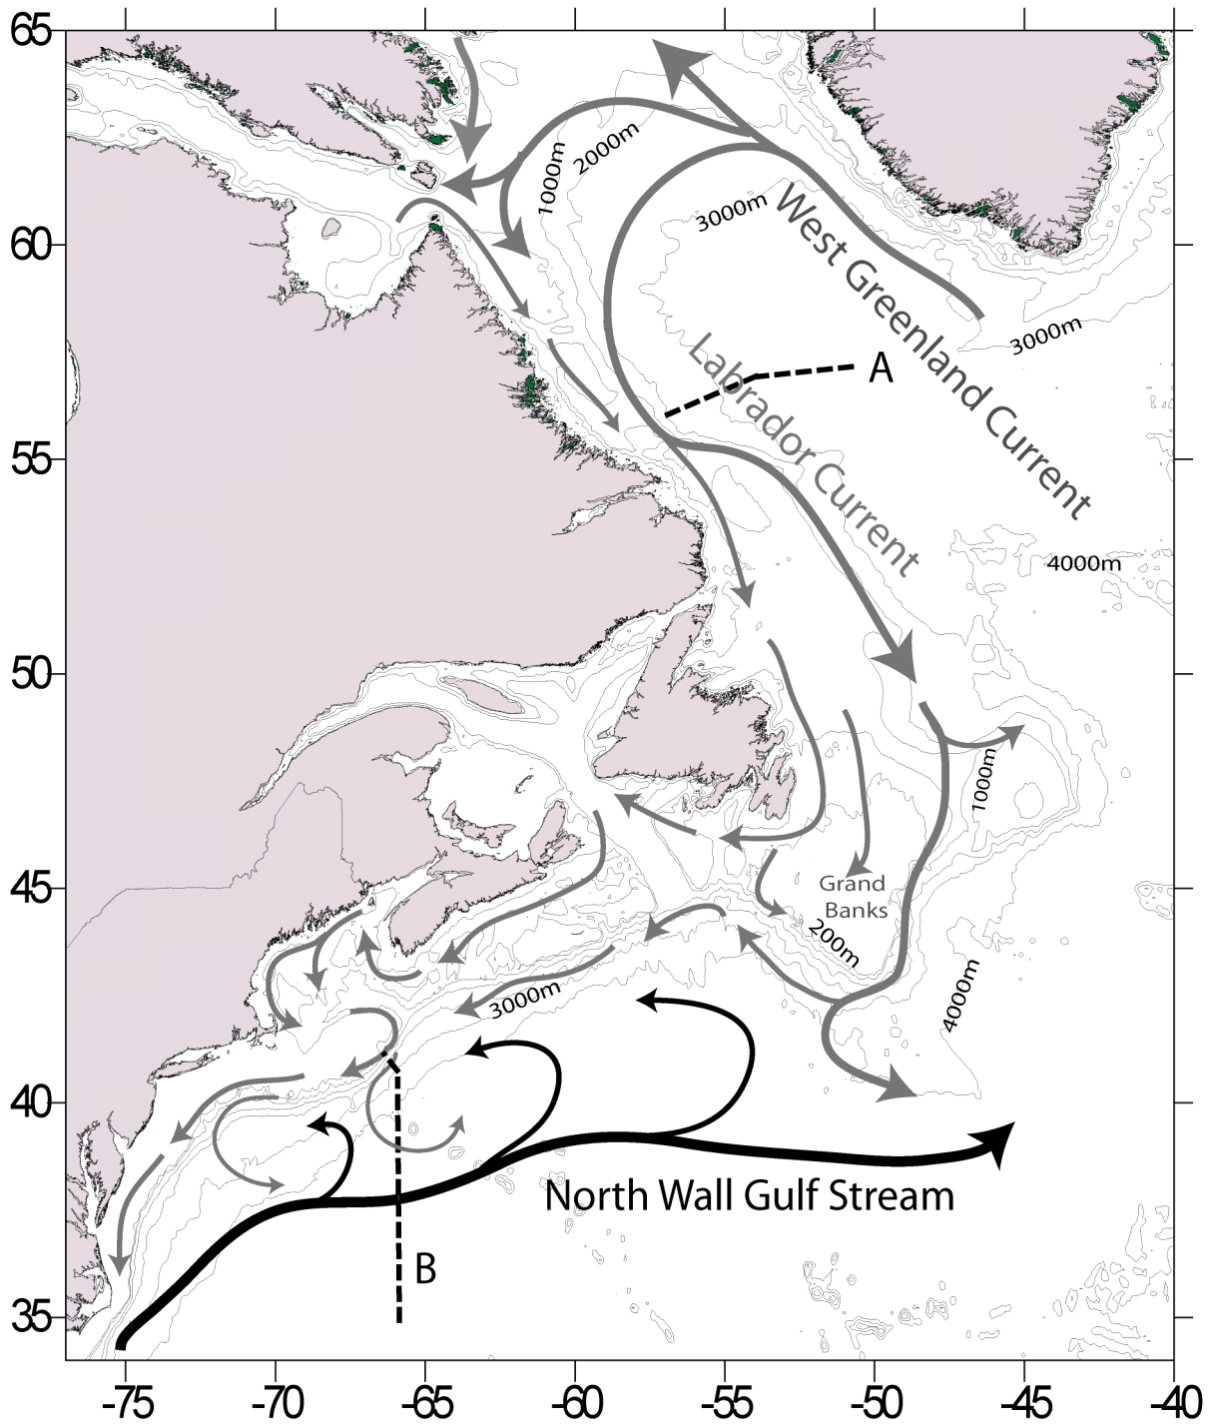 65
60
55
50
45
40
35
2000m
1000m
3000m
West Greenland Current
3000m
Labrador Current
A
4000m
1000m
Grand
Banks
200m
4000m
3000m
North Wall Gulf Stream
B
-75
-70
-65
-60
-55
-50
-45
-40